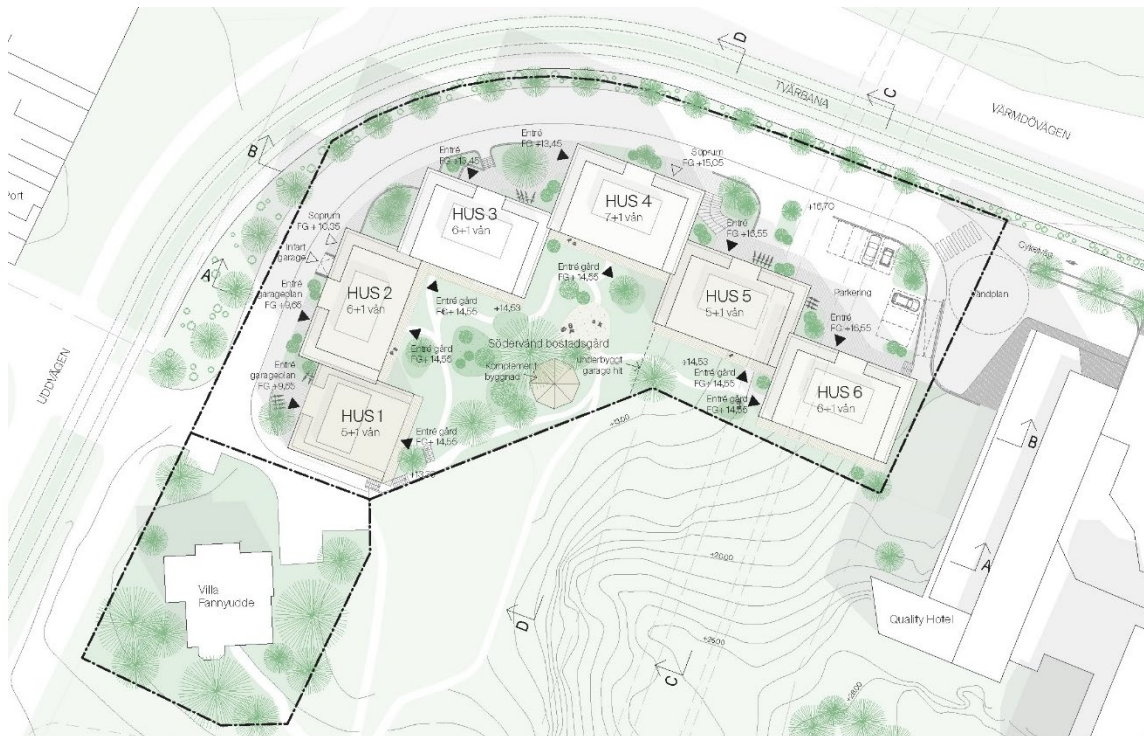 D
TVÄRBANA
C
VÄRMDÖVÄGEN
B
Entré
FG +13,45
Entré
FG +13,45
Soprum
FG +15,35
HUS 3
6+1 vån
HUS 4
7+1 vån
+16,70
port
Soprum
FG +10,35
Infart
garage
Entré
FG +16,55
Cykelväg
Vändplan
A
Entré
garageplan
FG +9,66
HUS 2
6+1 vån
Entré gård
FG +14,55
+14,53
Entré gård
FG +14,55
HUS 5
5+1 vån
Parkering
Entré
FG +16,55
Södervänd bostadsgård
Entré gård
FG +14,55
Komplement
byggnad
underbyggt
garage hit
+14,53
Entré gård
FG +14,55
Entré gård
FG +14,55
UDDVÄGEN
Entré
garageplan
FG +9,66
HUS 1
5+1 vån
Entré gård
FG + 14,55
HUS 6
6+1 vån
B
+2000
A
Villa
Fannyudde
D
Quality Hotel
+2500
C